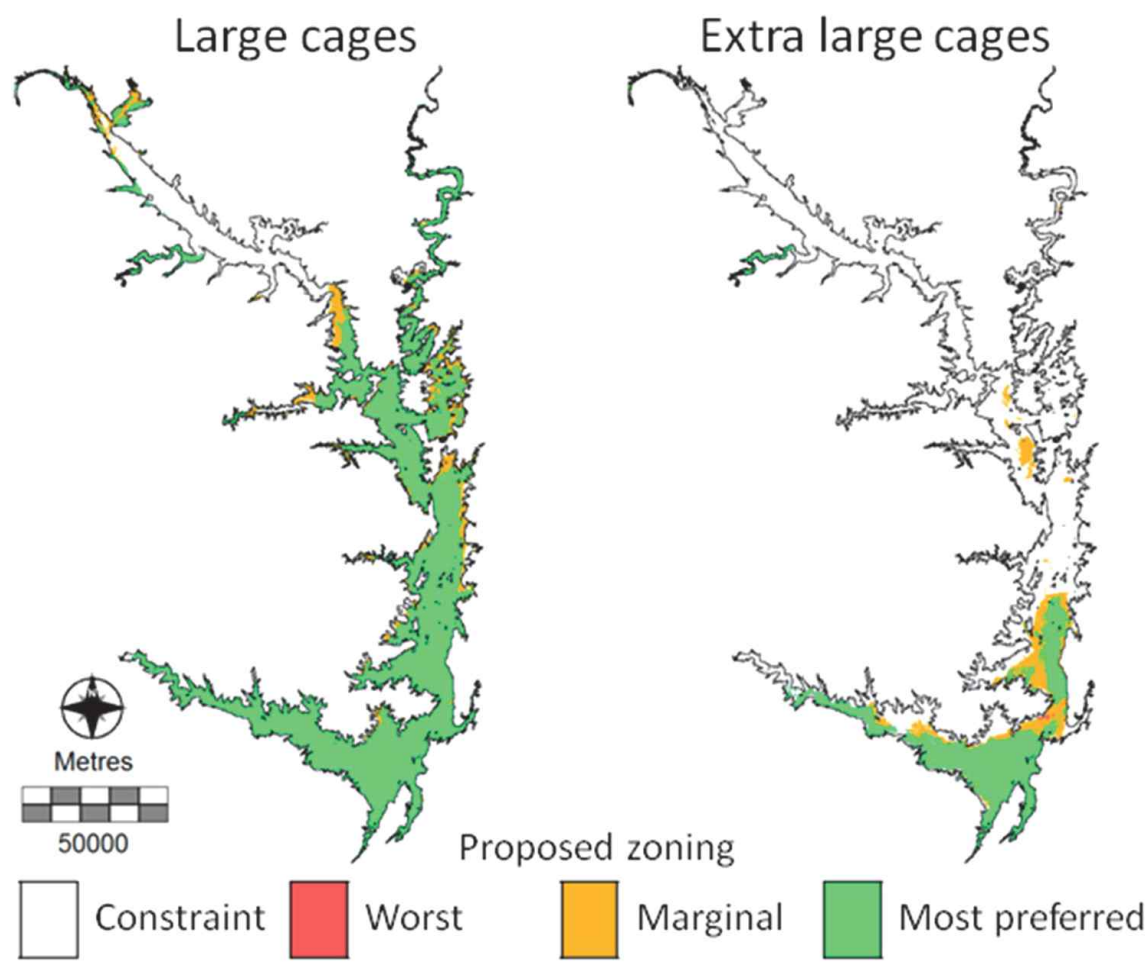 Large cages
Extra large cages
Metres
50000
Proposed zoning
Constraint
Worst
Marginal
Most preferred